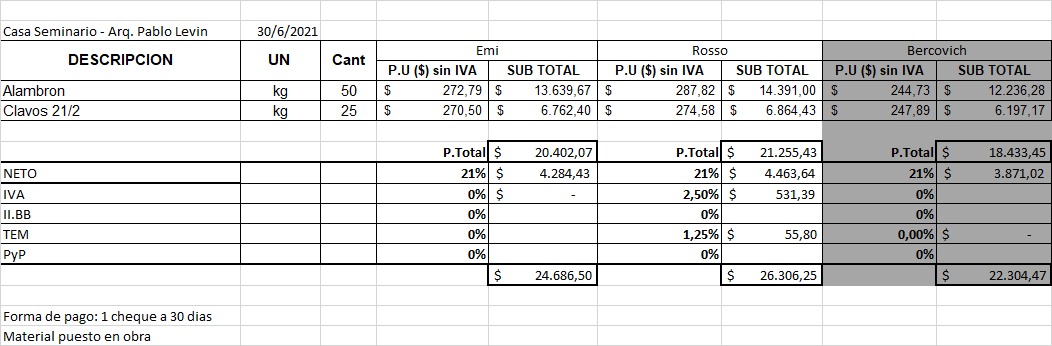 Casa Seminario - Arq. Pablo Levin 30/6/2021
DESCRIPCION UN Cant Emi Rosso Bercovich
P.U ($) sin IVA SUB TOTAL P.U ($) sin IVA SUB TOTAL P.U ($) sin IVA SUB TOTAL
Alambron kg 50 $ 272,79 $ 13.639,67 $ 287,82 $ 14.391,00 $ 244,73 $ 12.236,28
Clavos 21/2 kg 25 $ 270,50 $ 6.762,40 $ 274,58 $ 6.864,43 $ 247,89 $ 6.197,17
P.Total $ 20.402,07 P.Total $ 21.255,43 P.Total $ 18.433,45
NETO 21% $ 4.284,43 21% $ 4.463,64 21% $ 3.871,02
IVA 0% $ - 2,50% $ 531,39 0%
II.BB 0% 0% 0%
TEM 0% 1,25% $ 55,80 0,00% $ -
PyP 0% 0% 0%
$ 24.686,50 $ 26.306,25 $ 22.304,47
Forma de pago: 1 cheque a 30 dias
Material puesto en obra